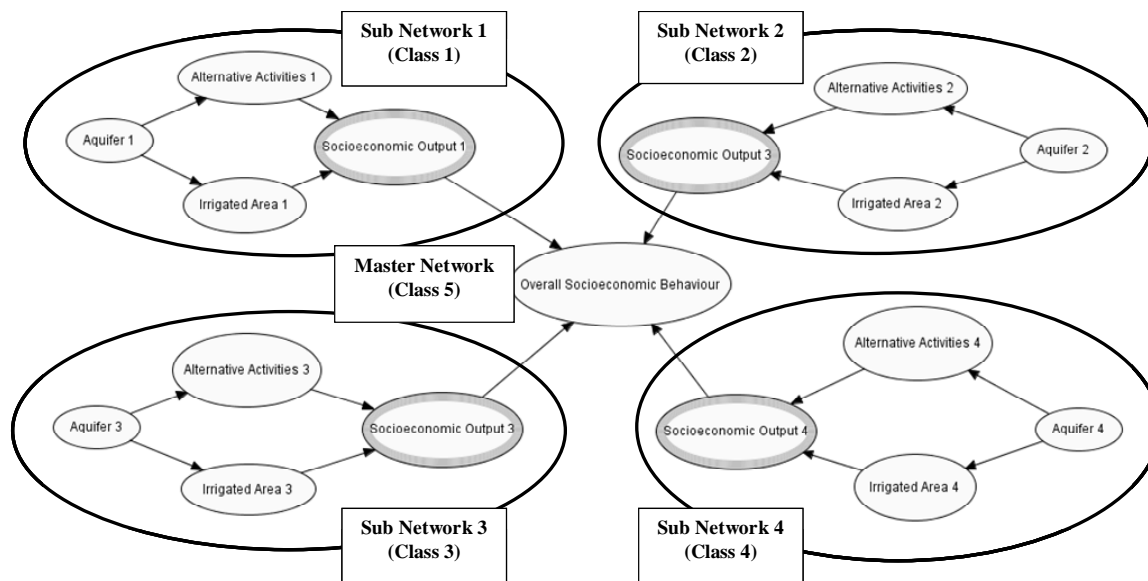 Sub Network 1
(Class 1)
Alternative Activities 1
Aquifer 1
Socioeconomic Output 1
Irrigated Area 1
Sub Network 2
(Class 2)
Alternative Activities 2
Socioeconomic Output 3
Aquifer 2
Irrigated Area 2
Master Network
(Class 5)
Overall Socioeconomic Behaviour
Alternative Activities 3
Aquifer 3
Socioeconomic Output 3
Irrigated Area 3
Sub Network 3
(Class 3)
Alternative Activities 4
Socioeconomic Output 4
Aquifer 4
Irrigated Area 4
Sub Network 4
(Class 4)